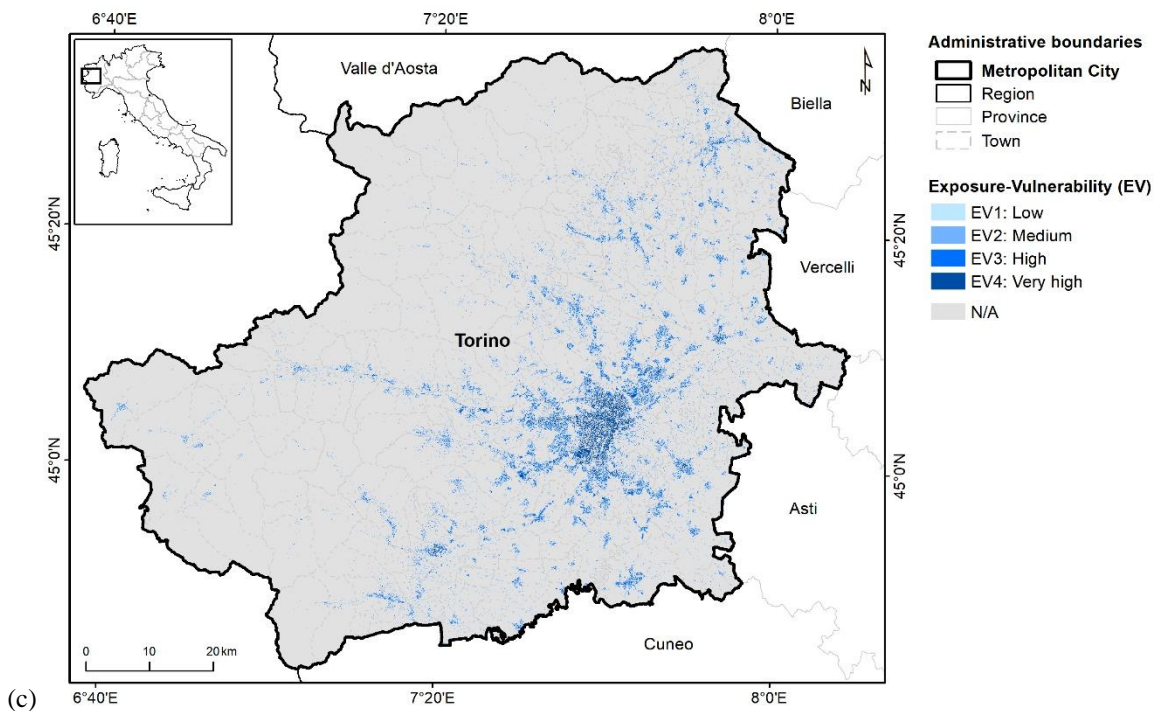 6°40'E
7°20'E
8°0'E
Valle d'Aosta
N
Biella
45°20'N
45°20'N
Vercelli
Torino
45°0'N
45°0'N
Asti
Cuneo
0 10 20 km
6°40'E
7°20'E
8°0'E
(c)
Administrative boundaries
Metropolitan City
Region
Province
Town
Exposure-Vulnerability (EV)
EV1: Low
EV2: Medium
EV3: High
EV4: Very high
N/A